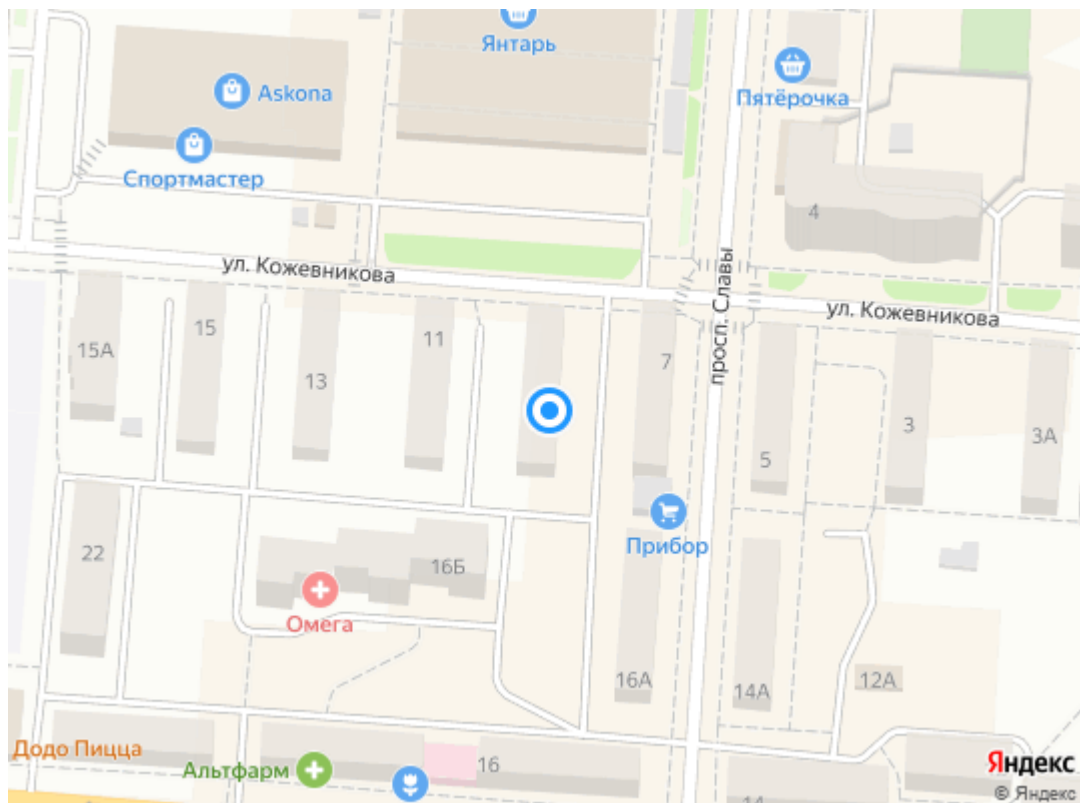 Янтарь
Askona
Пятёрочка
Спортмастер
4
ул. Кожевникова
просп. Славы
ул. Кожевникова
15
11
15А
13
7
5
3
3А
22
16Б
Прибор
Омега
16А
14А
12А
Додо Пицца
Альтфарм
16
14
Яндекс
© Яндекс